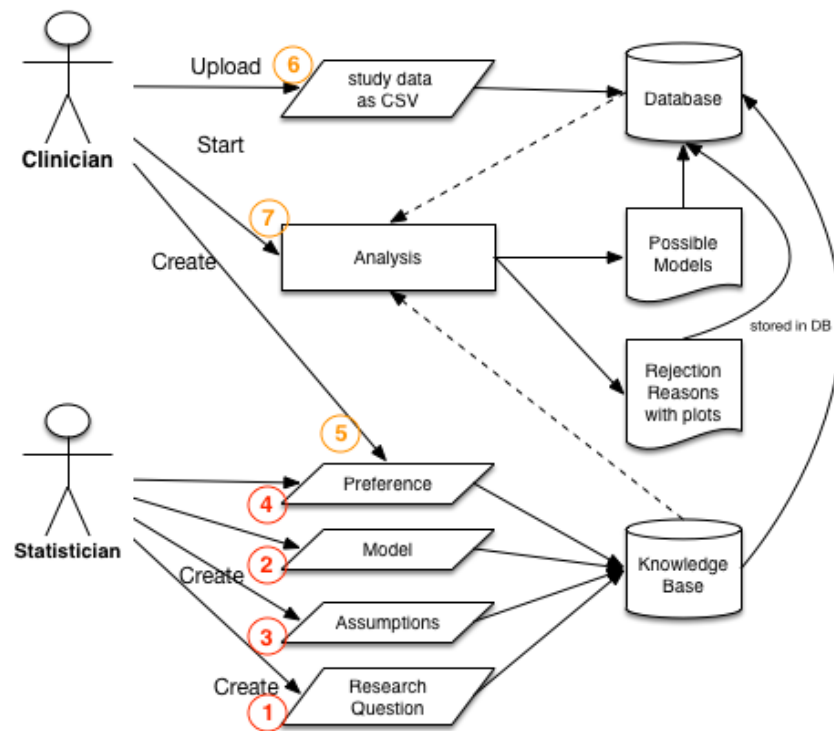 Upload
6
study data
as CSV
Database
Clinician
Start
7
Analysis
Possible
Models
Create
stored in DB
Rejection
Reasons
with plots
5
Preference
4
Statistician
Model
2
Create
Knowledge
Base
Assumptions
3
Create
Research
Question
1